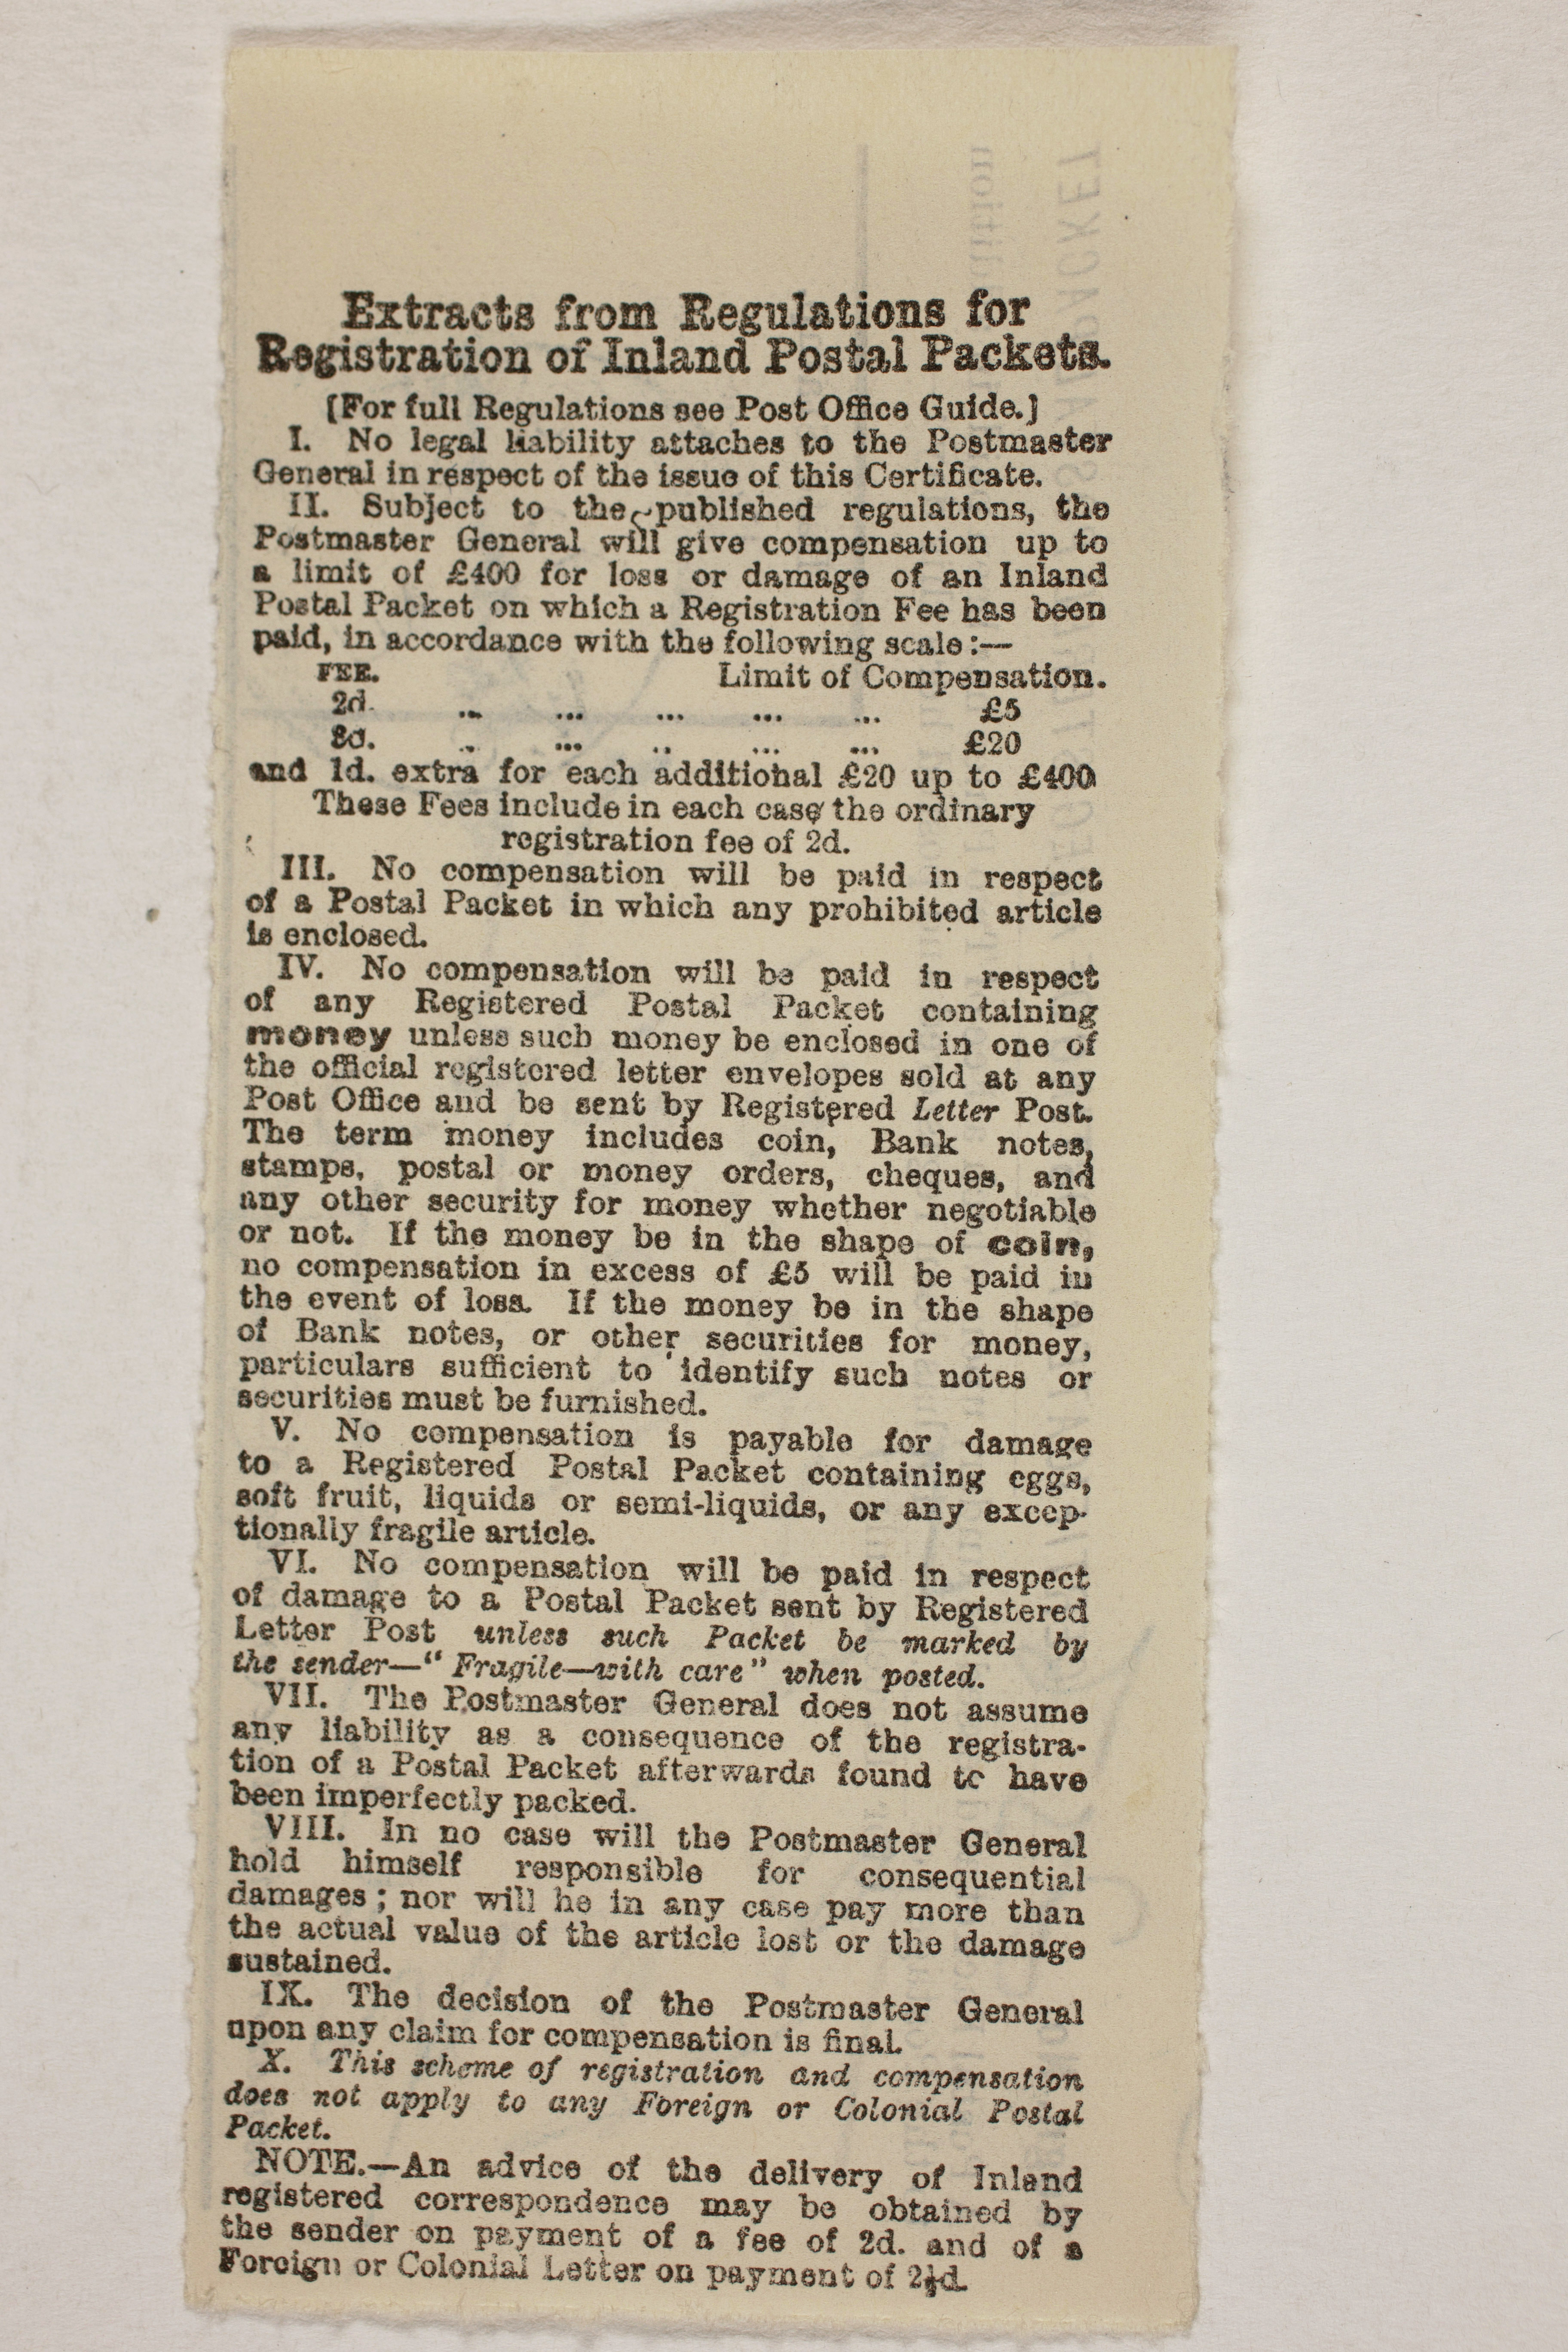 Extracts from Regulations for
Registration of Inland Postal Packets.
[For full Regulations see Post Office Guide.]
I. No legal liability attaches to the Postmaster
General in respect of the issue of this Certificate.
II. Subject to the published regulations, the
Postmaster General will give compensation up to
a limit of £400 for loss or damage of an Inland
Postal Packet on which a Registration Fee has been
paid, in accordance with the following scale:—
FEE. Limit of Compensation.
2d. ... ... ... ... ... £5
3d. ... ... ... ... ... £20
and 1d. extra for each additional £20 up to £400
These Fees include in each case the ordinary
registration fee of 2d.
III. No compensation will be paid in respect
of a Postal Packet in which any prohibited article
is enclosed.
IV. No compensation will be paid in respect
of any Registered Postal Packet containing
money unless such money be enclosed in one of
the official registered letter envelopes sold at any
Post Office and be sent by Registered Letter Post.
The term money includes coin, Bank notes,
stamps, postal or money orders, cheques, and
any other security for money whether negotiable
or not. If the money be in the shape of coin,
no compensation in excess of £5 will be paid in
the event of loss. If the money be in the shape
of Bank notes, or other securities for money,
particulars sufficient to identify such notes or
securities must be furnished.
V. No compensation is payable for damage
to a Registered Postal Packet containing eggs,
soft fruit, liquids or semi-liquids, or any excep-
tionally fragile article.
VI. No compensation will be paid in respect
of damage to a Postal Packet sent by Registered
Letter Post unless such Packet be marked by
the sender—"Fragile—with care" when posted.
VII. The Postmaster General does not assume
any liability as a consequence of the registra-
tion of a Postal Packet afterwards found to have
been imperfectly packed.
VIII. In no case will the Postmaster General
hold himself responsible for consequential
damages; nor will he in any case pay more than
the actual value of the article lost or the damage
sustained.
IX. The decision of the Postmaster General
upon any claim for compensation is final.
X. This scheme of registration and compensation
does not apply to any Foreign or Colonial Postal
Packet.
NOTE.—An advice of the delivery of Inland
registered correspondence may be obtained by
the sender on payment of a fee of 2d. and of a
Foreign or Colonial Letter on payment of 2½d.